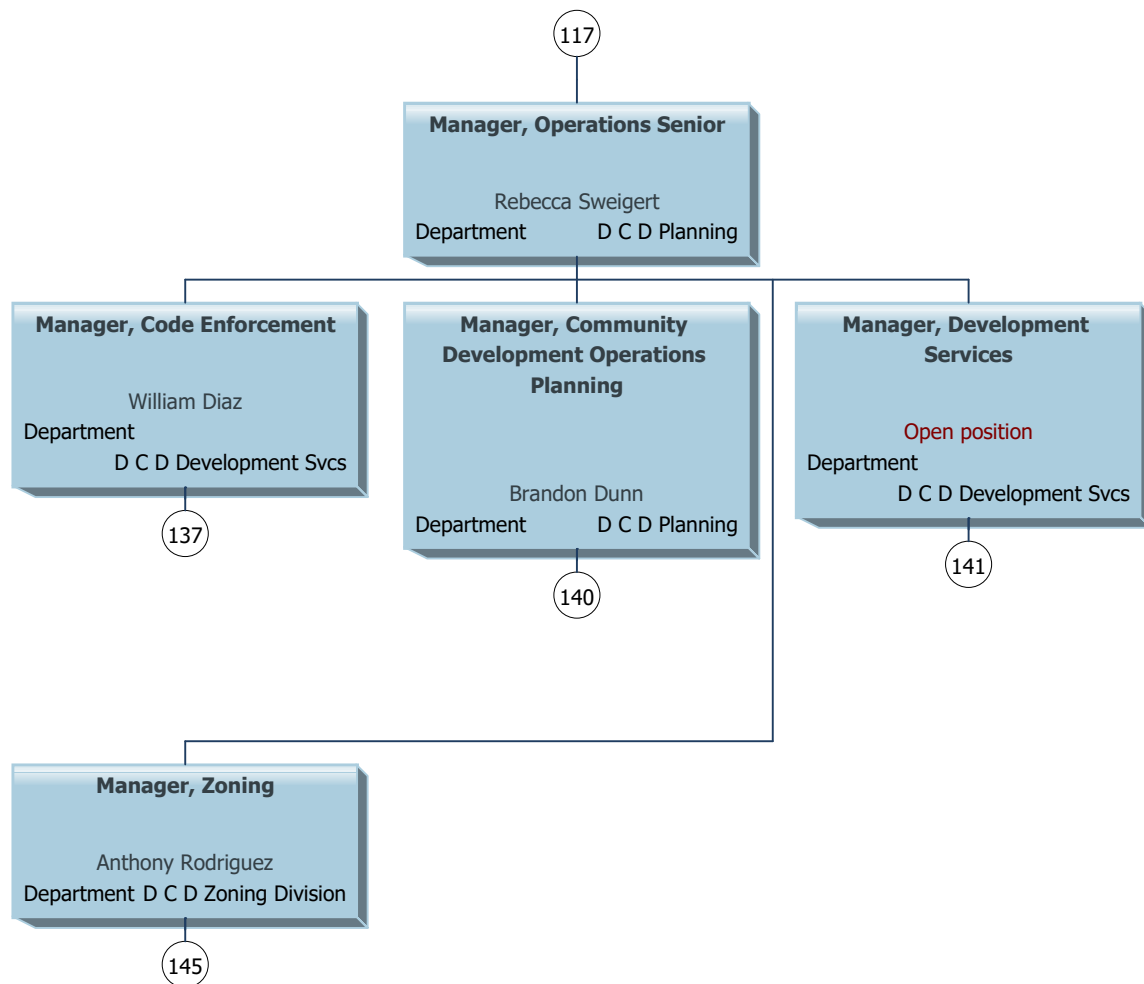 117
Manager, Operations Senior
Rebecca Sweigert
Department D C D Planning
Manager, Code Enforcement
William Diaz
Department
D C D Development Svcs
137
Manager, Community
Development Operations
Planning
Brandon Dunn
Department D C D Planning
140
Manager, Development
Services
Open position
Department
D C D Development Svcs
141
Manager, Zoning
Anthony Rodriguez
Department D C D Zoning Division
145